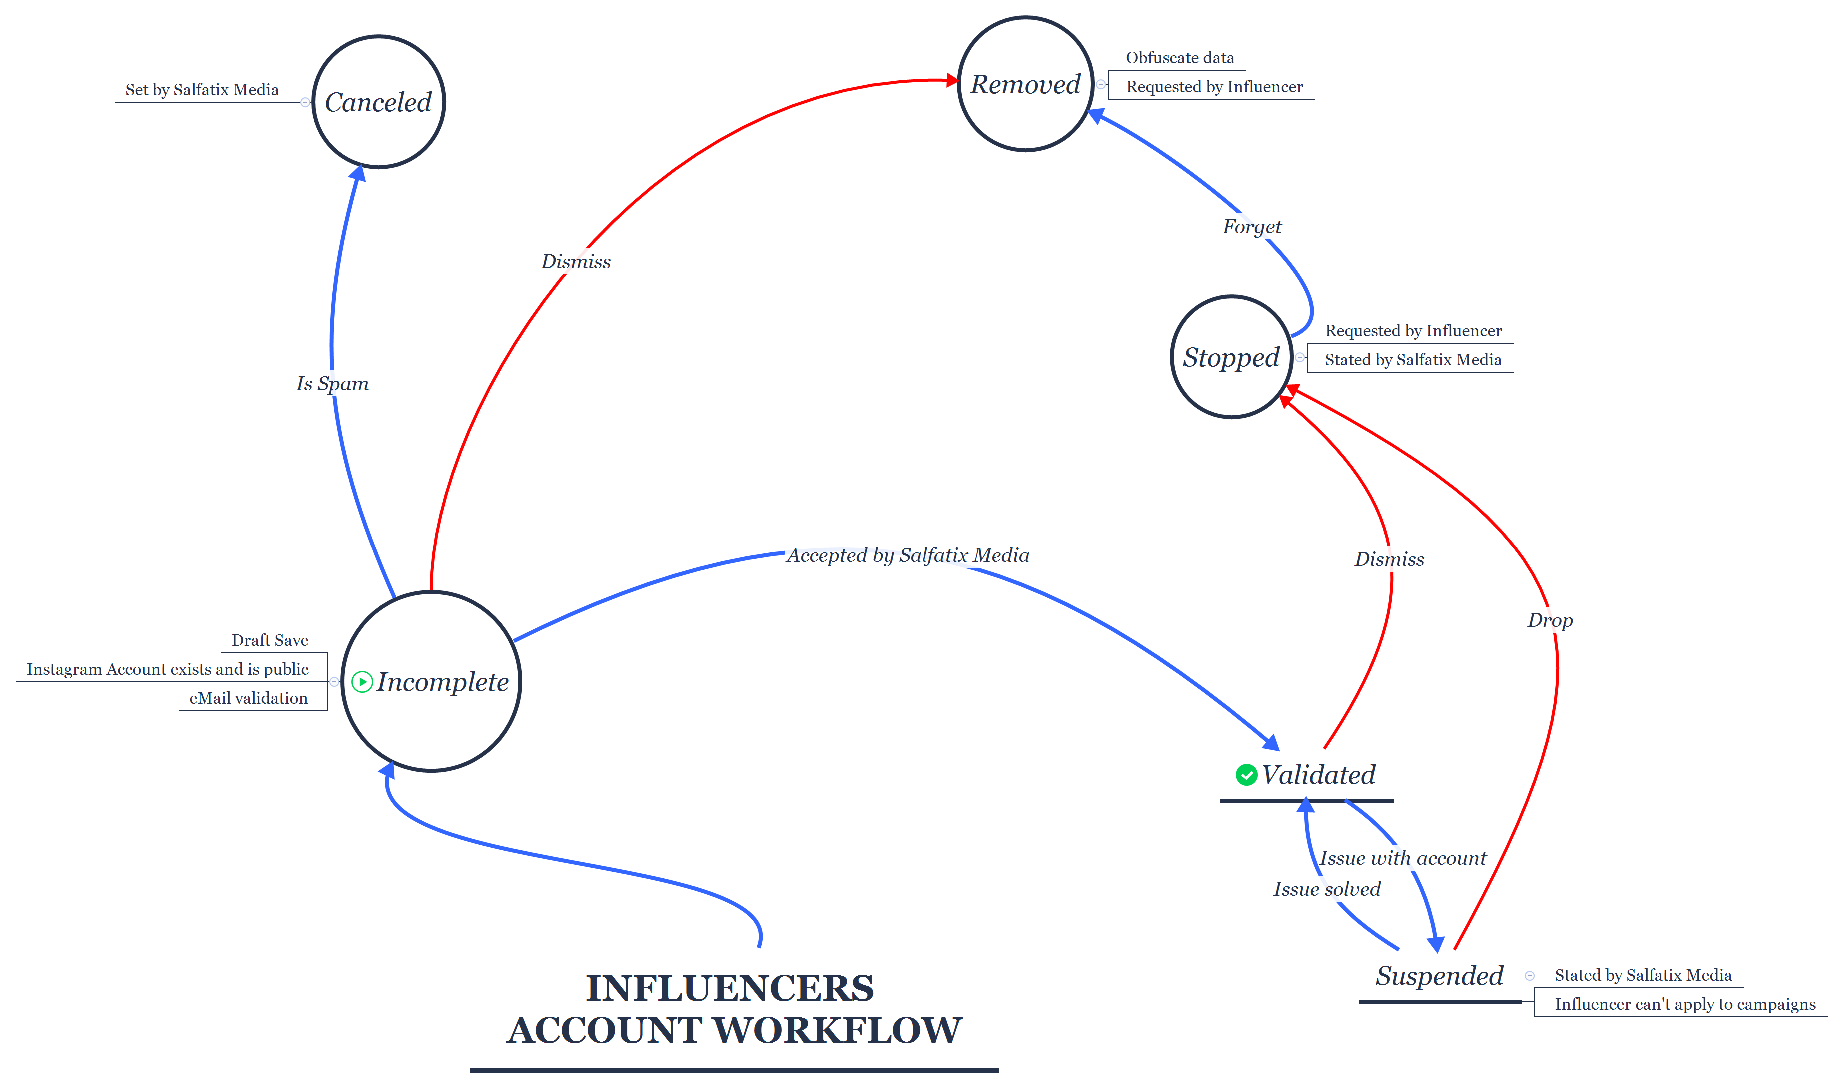 Set by Salfatix Media
Canceled
Removed
Obfuscate data
Requested by Influencer
Forget
Dismiss
Is Spam
Stopped
Requested by Influencer
Stated by Salfatix Media
Accepted by Salfatix Media
Dismiss
Drop
Draft Save
Instagram Account exists and is public
eMail validation
Incomplete
Validated
Issue with account
Issue solved
Suspended
Stated by Salfatix Media
Influencer can't apply to campaigns
INFLUENCERS
ACCOUNT WORKFLOW